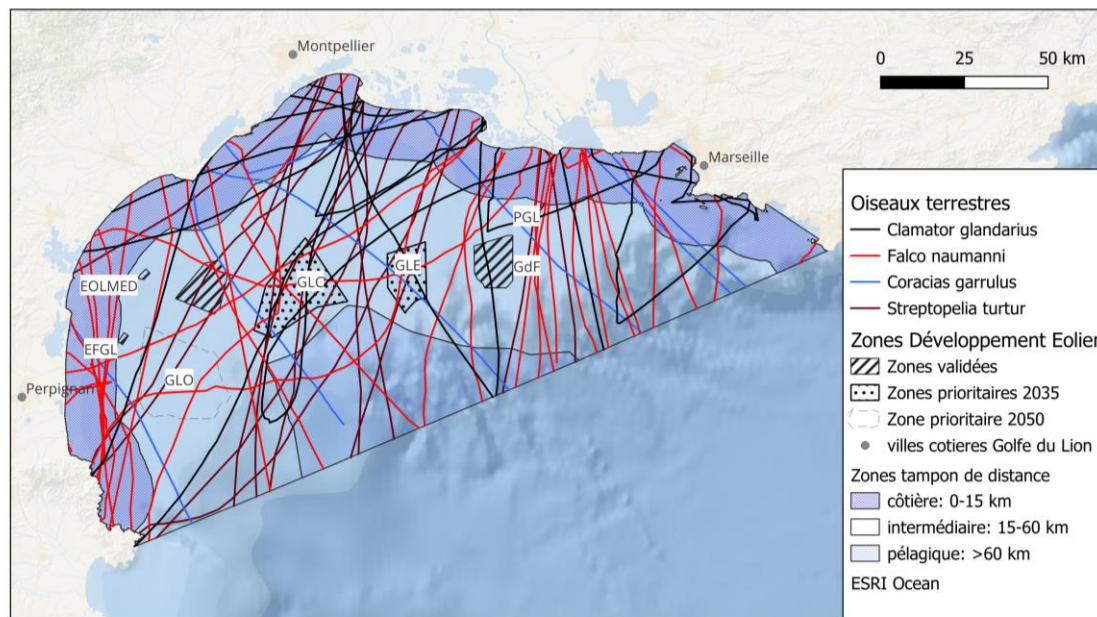 Montpellier
0 25 50 km
Marseille
PGL
GLE
GdF
GLC
EOLMED
EFGL
GLO
Perpignan
Oiseaux terrestres
Clamator glandarius
Falco naumanni
Coracias garrulus
Streptopelia turtur
Zones Développement Eolien
Zones validées
Zones prioritaires 2035
Zone prioritaire 2050
villes cotieres Golfe du Lion
Zones tampon de distance
côtière: 0-15 km
intermédiaire: 15-60 km
pélagique: >60 km
ESRI Ocean